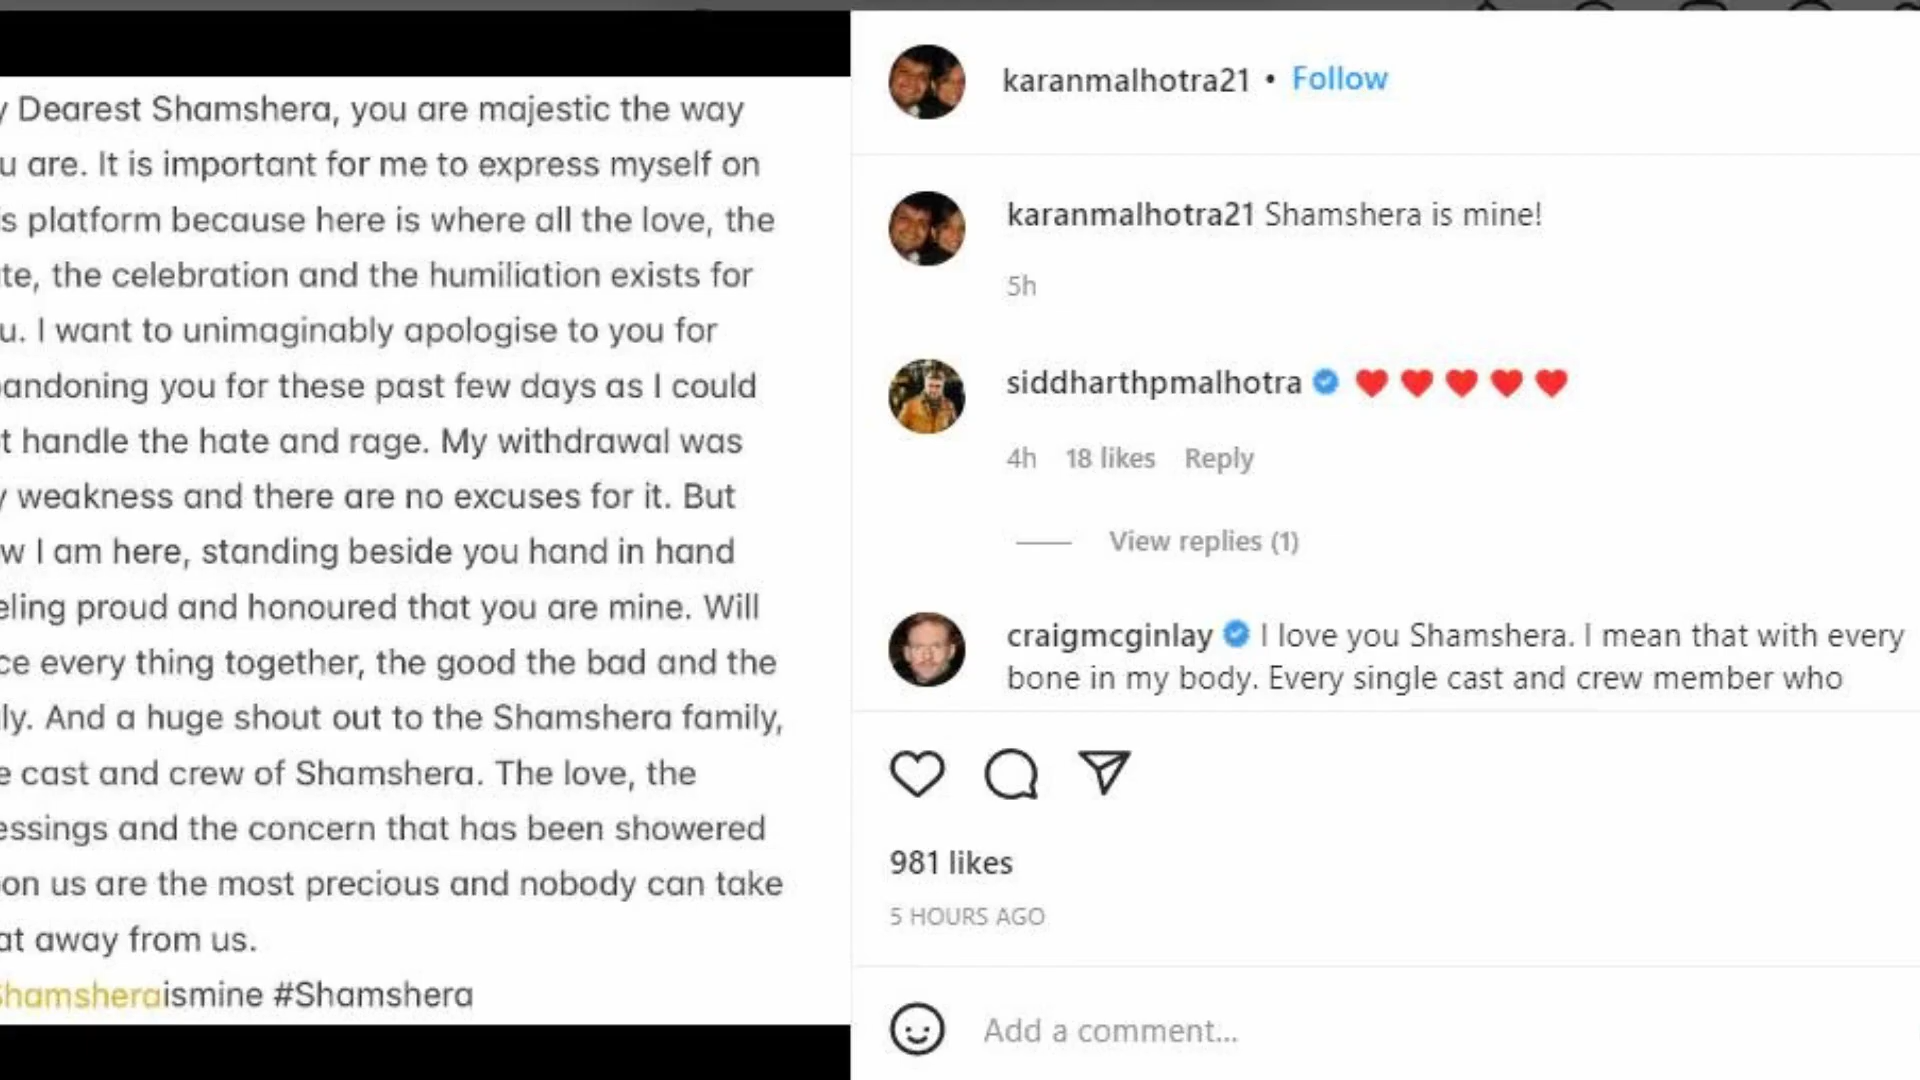 y Dearest Shamshera, you are majestic the way
u are. It is important for me to express myself on
is platform because here is where all the love, the
te, the celebration and the humiliation exists for
u. I want to unimaginably apologise to you for
andoning you for these past few days as I could
t handle the hate and rage. My withdrawal was
y weakness and there are no excuses for it. But
w I am here, standing beside you hand in hand
eling proud and honoured that you are mine. Will
ce every thing together, the good the bad and the
ly. And a huge shout out to the Shamshera family,
e cast and crew of Shamshera. The love, the
essings and the concern that has been showered
on us are the most precious and nobody can take
at away from us.
Shamsheraismine #Shamshera
karanmalhotra21 • Follow
karanmalhotra21 Shamshera is mine!
5h
siddharthpmalhotra ❤️❤️❤️❤️❤️
4h 18 likes Reply
View replies (1)
craigmcginlay I love you Shamshera. I mean that with every
bone in my body. Every single cast and crew member who
981 likes
5 HOURS AGO
Add a comment...